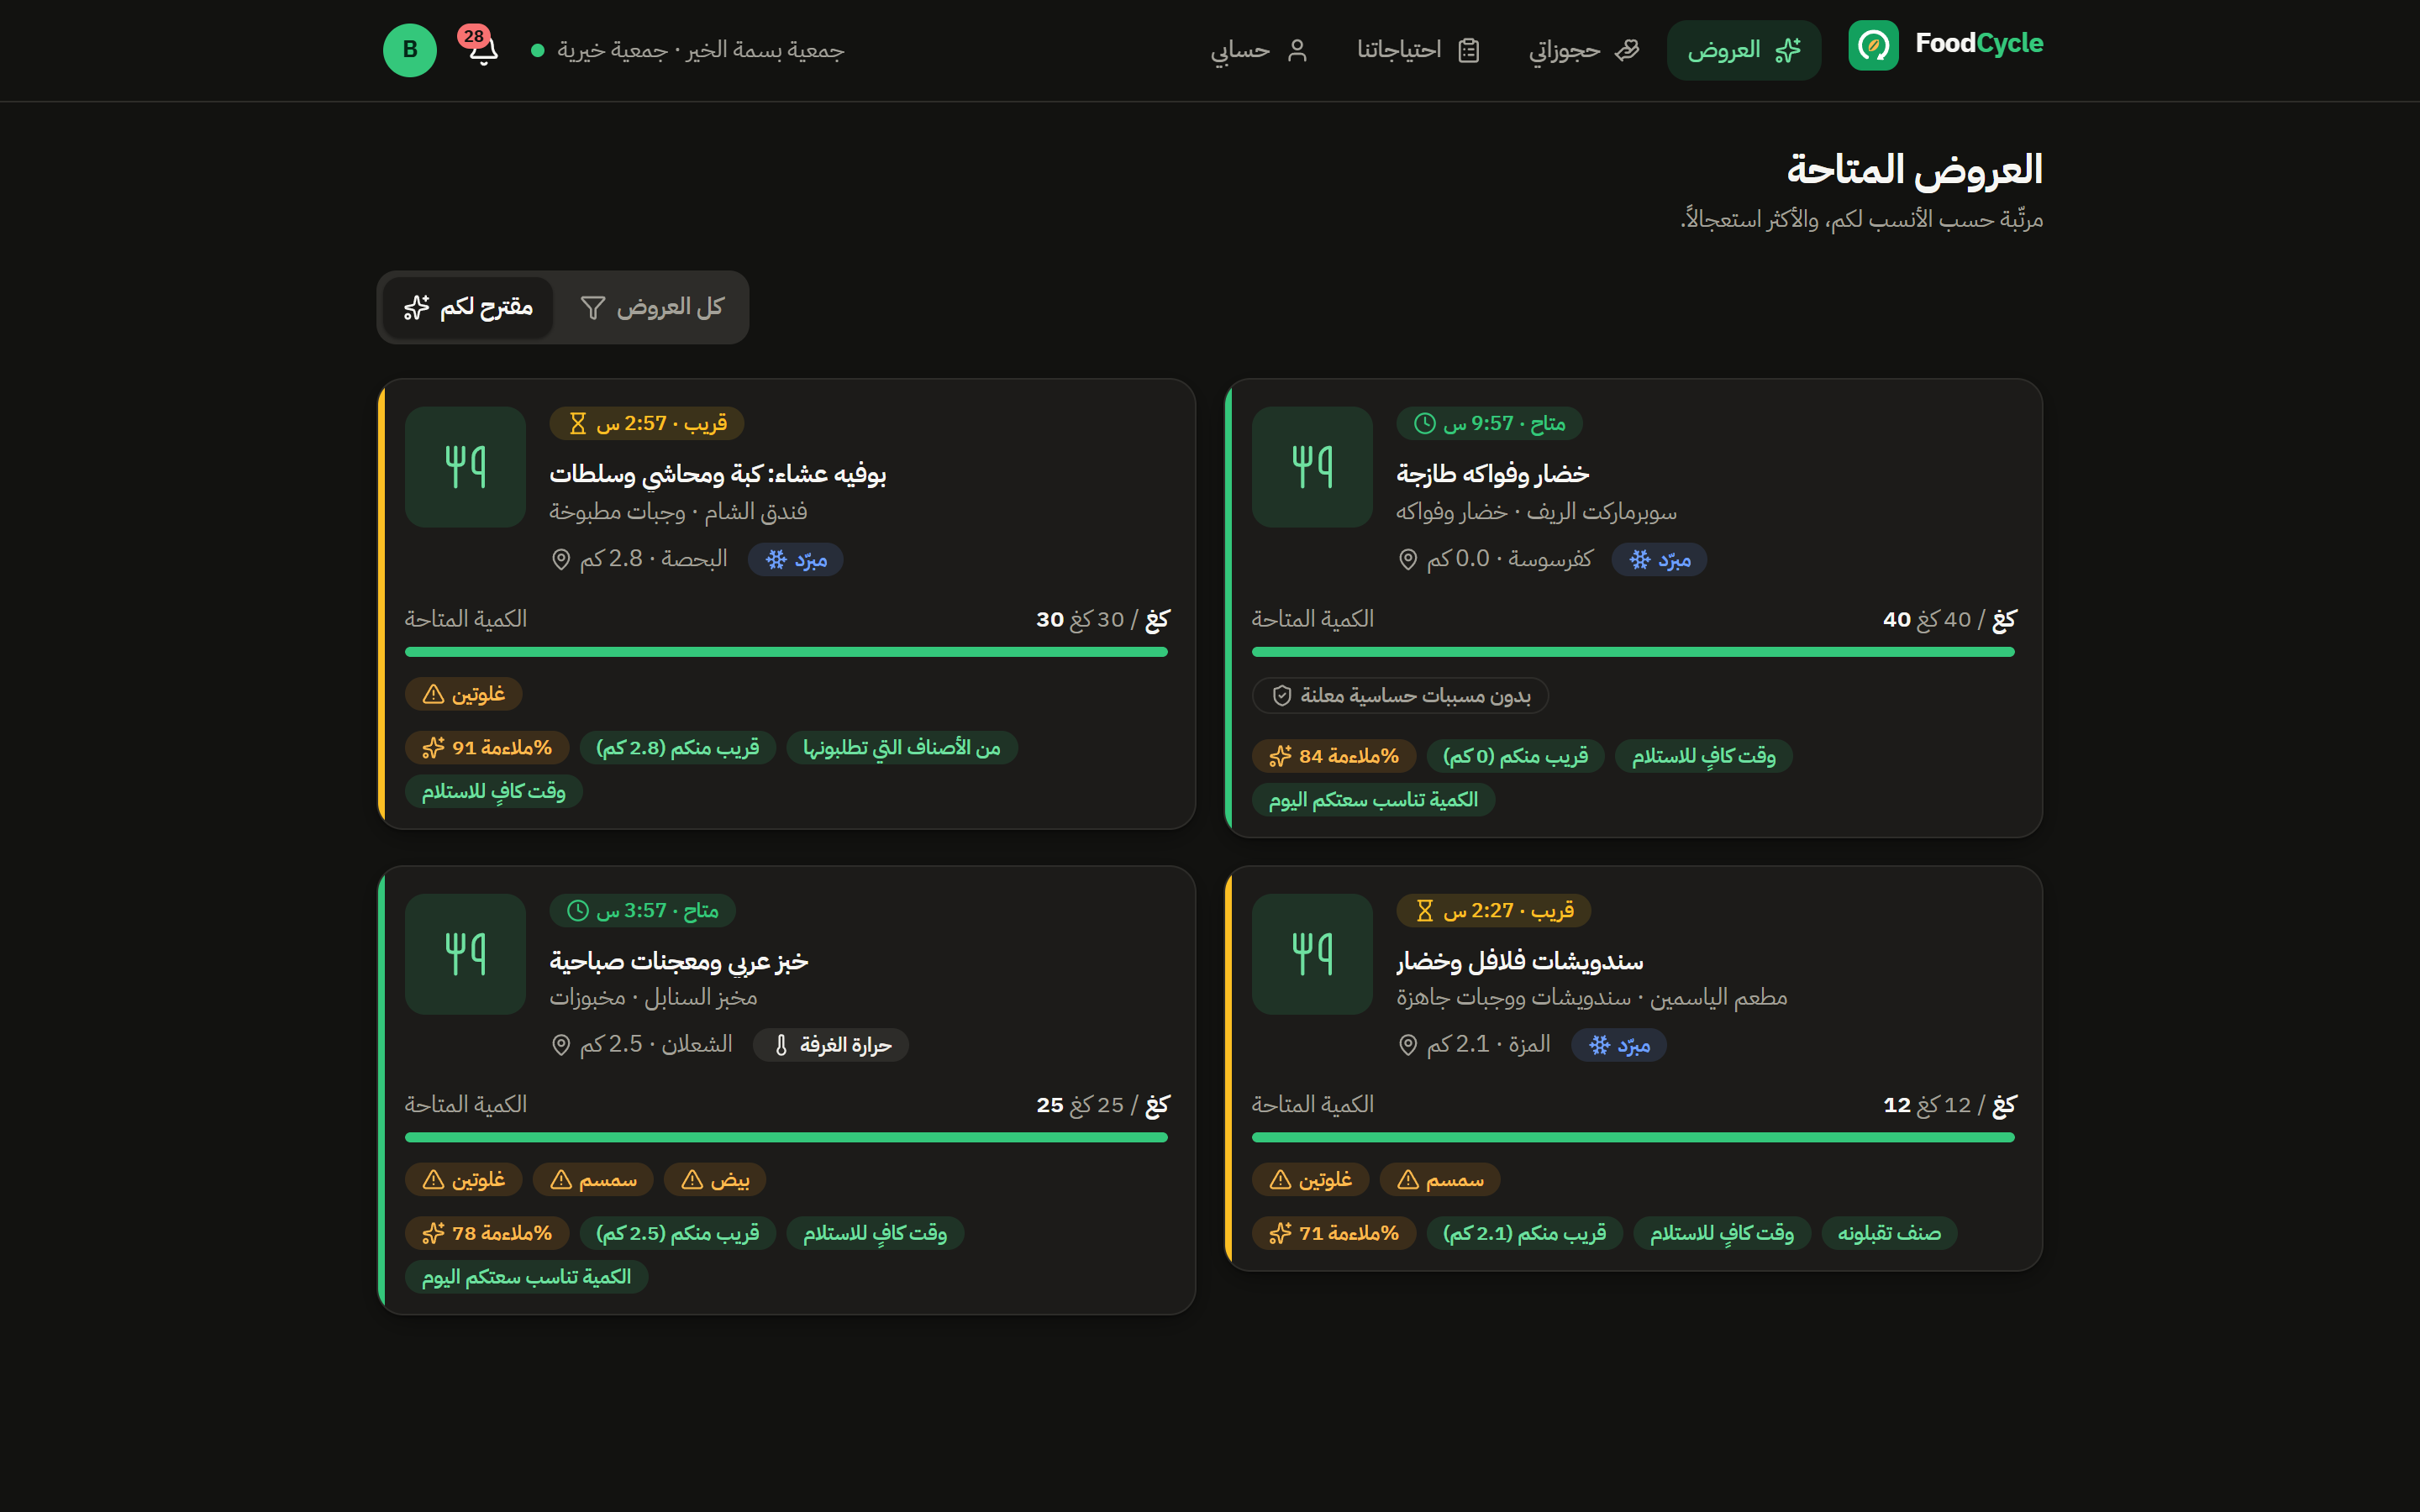 FoodCycle
العروض
حجوزاتي
احتياجاتنا
حسابي
جمعية بسمة الخير · جمعية خيرية
28
B
العروض المتاحة
مرتّبة حسب الأنسب لكم، والأكثر استعجالاً.
كل العروض
مقترح لكم
متاح · 9:57 س
خضار وفواكه طازجة
سوبرماركت الريف · خضار وفواكه
مبرّد
كفرسوسة · 0.0 كم
كغ / 40 كغ 40
الكمية المتاحة
بدون مسببات حساسية معلنة
وقت كافٍ للاستلام
قريب منكم (0 كم)
%ملاءمة 84
الكمية تناسب سعتكم اليوم
قريب · 2:57 س
بوفيه عشاء: كبة ومحاشي وسلطات
فندق الشام · وجبات مطبوخة
مبرّد
البحصة · 2.8 كم
كغ / 30 كغ 30
الكمية المتاحة
غلوتين
من الأصناف التي تطلبونها
قريب منكم (2.8 كم)
%ملاءمة 91
وقت كافٍ للاستلام
قريب · 2:27 س
سندويشات فلافل وخضار
مطعم الياسمين · سندويشات ووجبات جاهزة
مبرّد
المزة · 2.1 كم
كغ / 12 كغ 12
الكمية المتاحة
سمسم
غلوتين
صنف تقبلونه
وقت كافٍ للاستلام
قريب منكم (2.1 كم)
%ملاءمة 71
متاح · 3:57 س
خبز عربي ومعجنات صباحية
مخبز السنابل · مخبوزات
حرارة الغرفة
الشعلان · 2.5 كم
كغ / 25 كغ 25
الكمية المتاحة
بيض
سمسم
غلوتين
وقت كافٍ للاستلام
قريب منكم (2.5 كم)
%ملاءمة 78
الكمية تناسب سعتكم اليوم